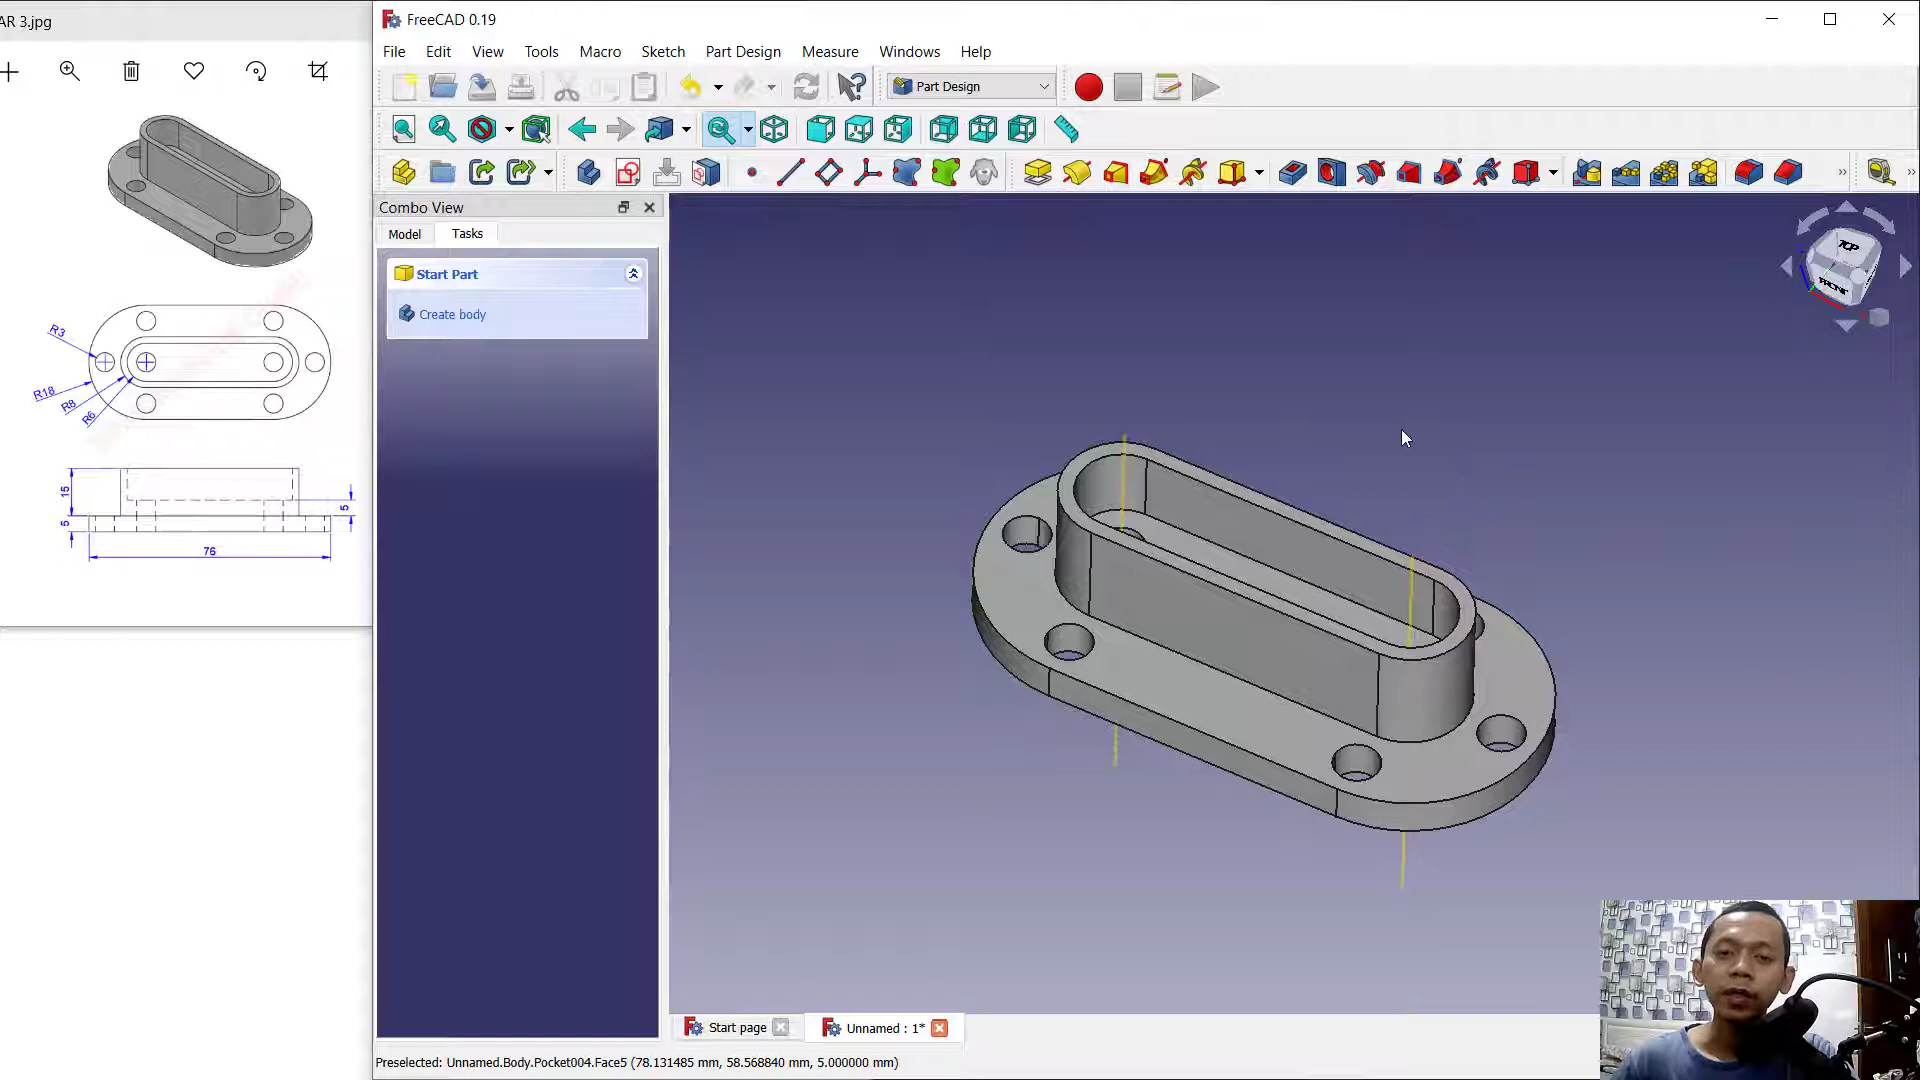 AR 3.jpg
FreeCAD 0.19
File Edit View Tools Macro Sketch Part Design Measure Windows Help
Part Design
Combo View
Model Tasks
Start Part
Create body
TOP
FRONT
R3
R18
R8
R6
15
5
5
76
Start page
Unnamed : 1*
Preselected: Unnamed.Body.Pocket004.Face5 (78.131485 mm, 58.568840 mm, 5.000000 mm)